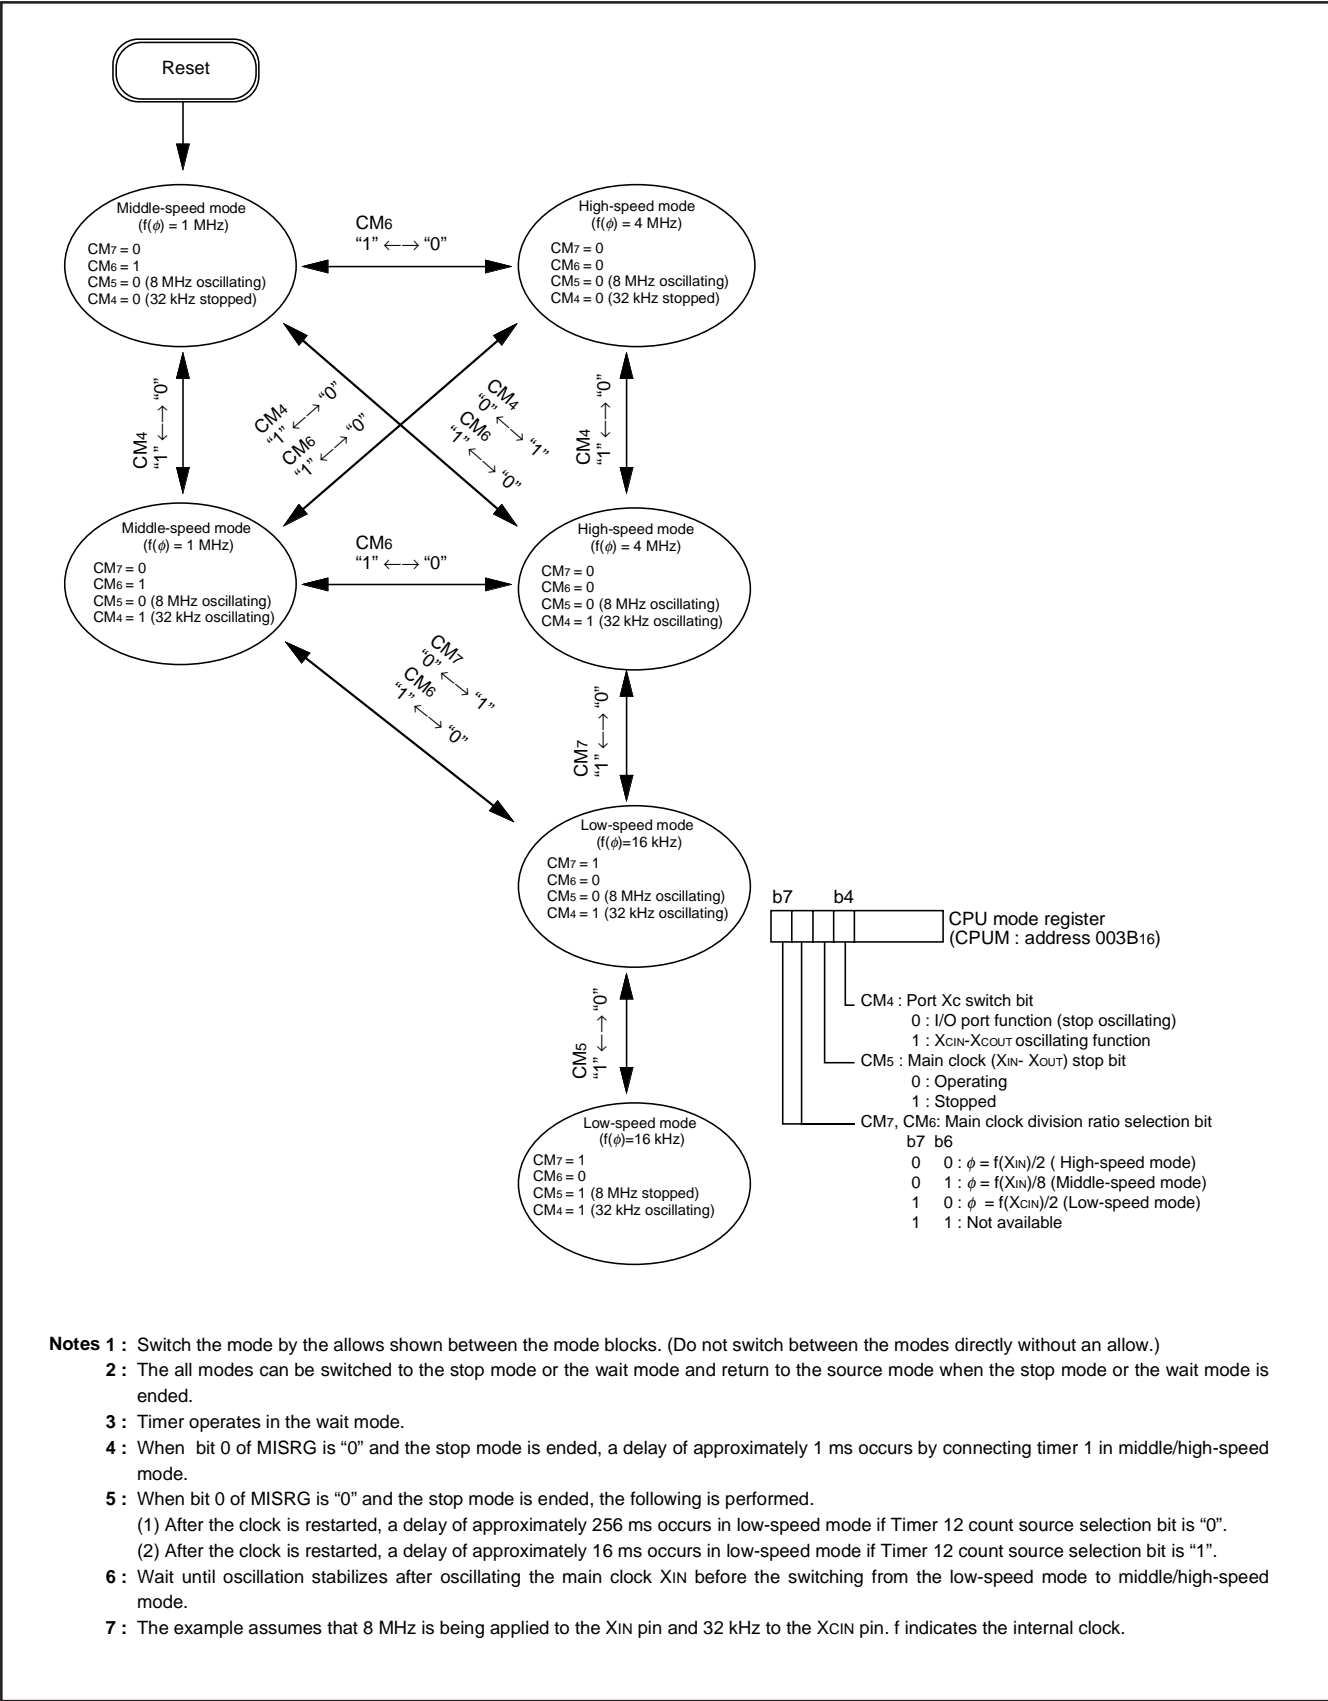 Reset
Middle-speed mode
(f(ϕ) = 1 MHz)
CM7 = 0
CM6 = 1
CM5 = 0 (8 MHz oscillating)
CM4 = 0 (32 kHz stopped)
CM6
“1” ←→ “0”
High-speed mode
(f(ϕ) = 4 MHz)
CM7 = 0
CM6 = 0
CM5 = 0 (8 MHz oscillating)
CM4 = 0 (32 kHz stopped)
CM4
“1” ←→ “0”
CM4
“1” ←→ “0”
CM6
“1” ←→ “0”
CM4
“0” ←→ “1”
CM6
“1” ←→ “0”
CM4
“1” ←→ “0”
Middle-speed mode
(f(ϕ) = 1 MHz)
CM7 = 0
CM6 = 1
CM5 = 0 (8 MHz oscillating)
CM4 = 1 (32 kHz oscillating)
CM6
“1” ←→ “0”
High-speed mode
(f(ϕ) = 4 MHz)
CM7 = 0
CM6 = 0
CM5 = 0 (8 MHz oscillating)
CM4 = 1 (32 kHz oscillating)
CM7
“0” ←→ “1”
CM6
“1” ←→ “0”
CM7
“1” ←→ “0”
Low-speed mode
(f(ϕ)=16 kHz)
CM7 = 1
CM6 = 0
CM5 = 0 (8 MHz oscillating)
CM4 = 1 (32 kHz oscillating)
CM5
“1” ←→ “0”
Low-speed mode
(f(ϕ)=16 kHz)
CM7 = 1
CM6 = 0
CM5 = 1 (8 MHz stopped)
CM4 = 1 (32 kHz oscillating)
b7 b4
CPU mode register
(CPUM : address 003B16)
CM4 : Port Xc switch bit
0 : I/O port function (stop oscillating)
1 : XCIN-XCOUT oscillating function
CM5 : Main clock (XIN- XOUT) stop bit
0 : Operating
1 : Stopped
CM7, CM6: Main clock division ratio selection bit
b7 b6
0 0 : ϕ = f(XIN)/2 ( High-speed mode)
0 1 : ϕ = f(XIN)/8 (Middle-speed mode)
1 0 : ϕ = f(XCIN)/2 (Low-speed mode)
1 1 : Not available
Notes 1 : Switch the mode by the allows shown between the mode blocks. (Do not switch between the modes directly without an allow.)
2 : The all modes can be switched to the stop mode or the wait mode and return to the source mode when the stop mode or the wait mode is
ended.
3 : Timer operates in the wait mode.
4 : When bit 0 of MISRG is “0” and the stop mode is ended, a delay of approximately 1 ms occurs by connecting timer 1 in middle/high-speed
mode.
5 : When bit 0 of MISRG is “0” and the stop mode is ended, the following is performed.
(1) After the clock is restarted, a delay of approximately 256 ms occurs in low-speed mode if Timer 12 count source selection bit is “0”.
(2) After the clock is restarted, a delay of approximately 16 ms occurs in low-speed mode if Timer 12 count source selection bit is “1”.
6 : Wait until oscillation stabilizes after oscillating the main clock XIN before the switching from the low-speed mode to middle/high-speed
mode.
7 : The example assumes that 8 MHz is being applied to the XIN pin and 32 kHz to the XCIN pin. f indicates the internal clock.